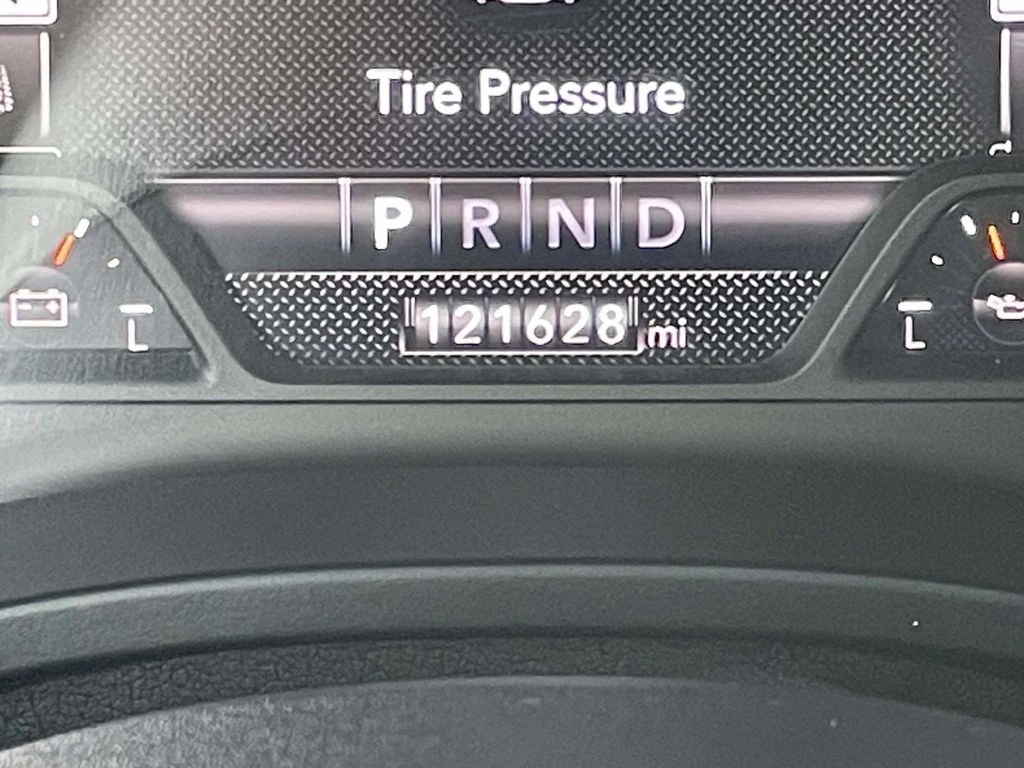 Tire Pressure
P R N D
121628 mi
L
L